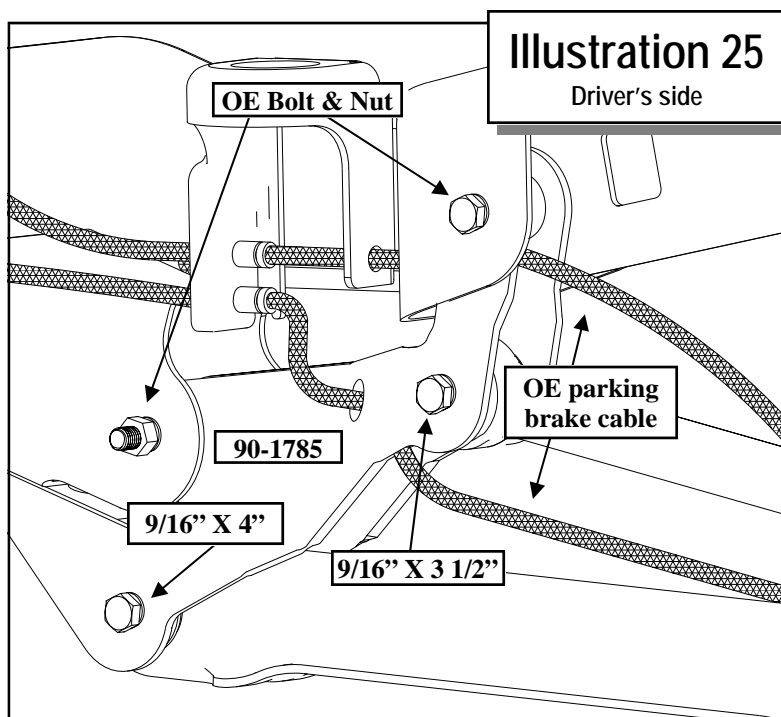 Illustration 25
Driver's side
OE Bolt & Nut
OE parking
brake cable
90-1785
9/16” X 4”
9/16” X 3 1/2”